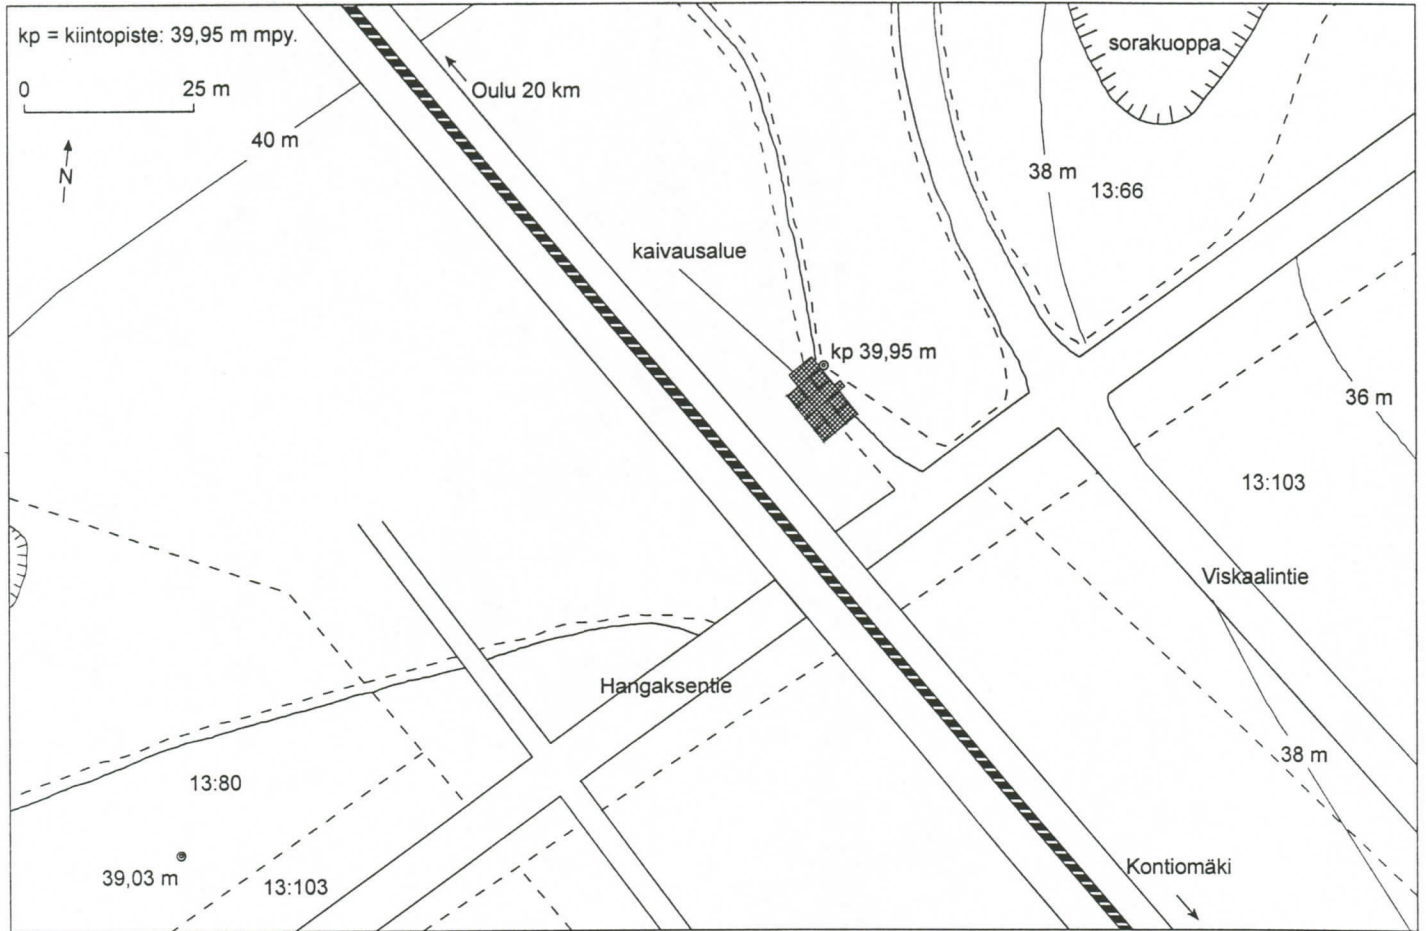 kp = kiintopiste: 39,95 m mpy.
sorakuoppa
0 25 m
Oulu 20 km
40 m
N
38 m
13:66
kaivausalue
kp 39,95 m
36 m
13:103
Viskaalintie
Hangaksentie
38 m
13:80
Kontiomäki
39,03 m
13:103